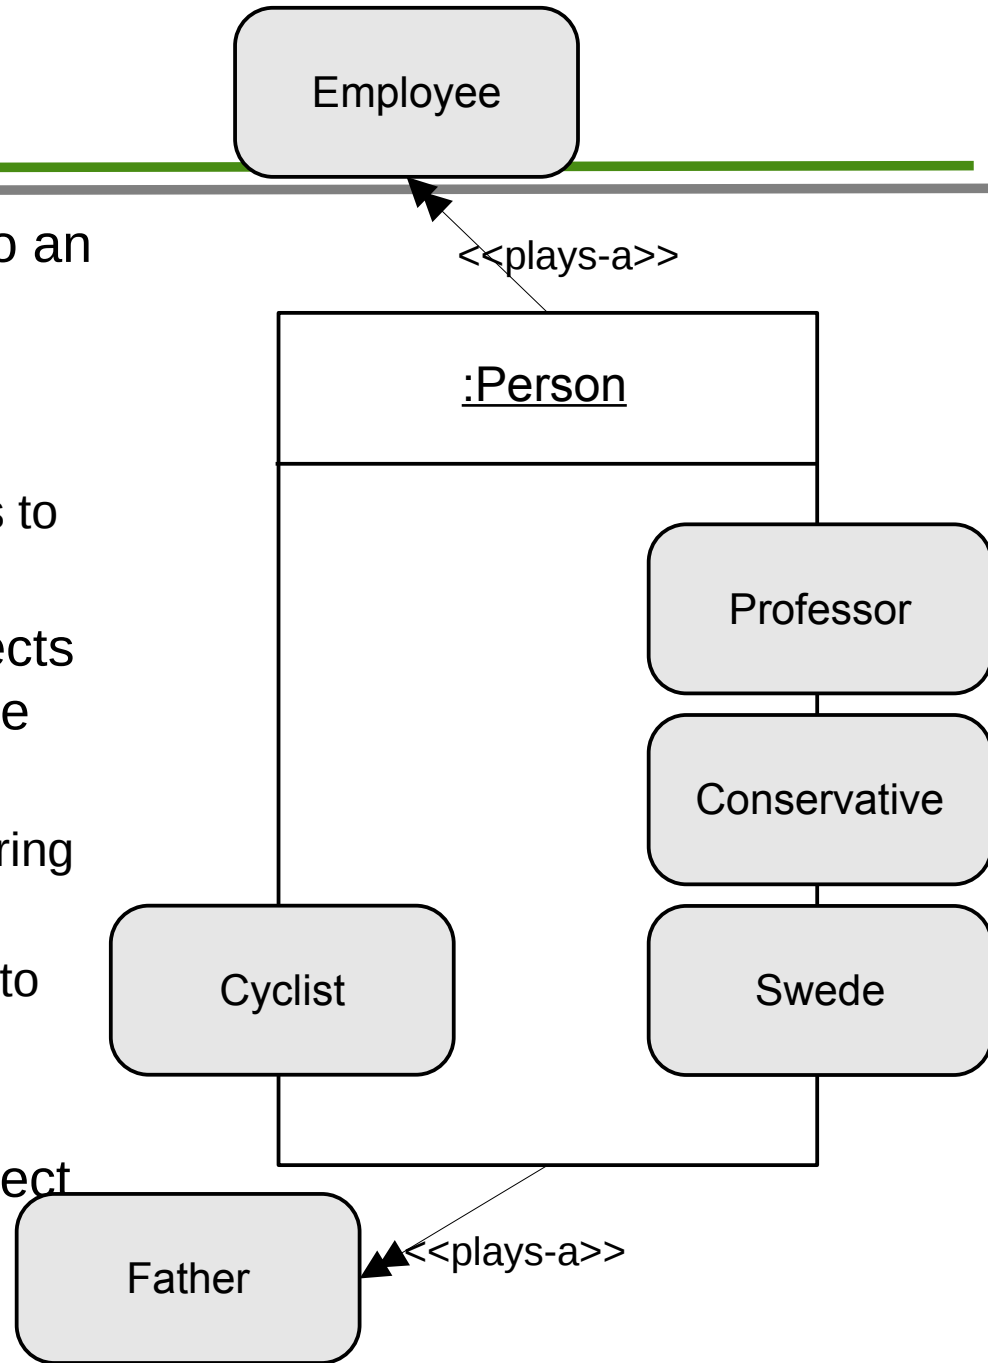 Employee
o an
<<plays-a>>
:Person
s to
Professor
ects
e
Conservative
ring
Cyclist
to
Swede
ect
Father
<<plays-a>>